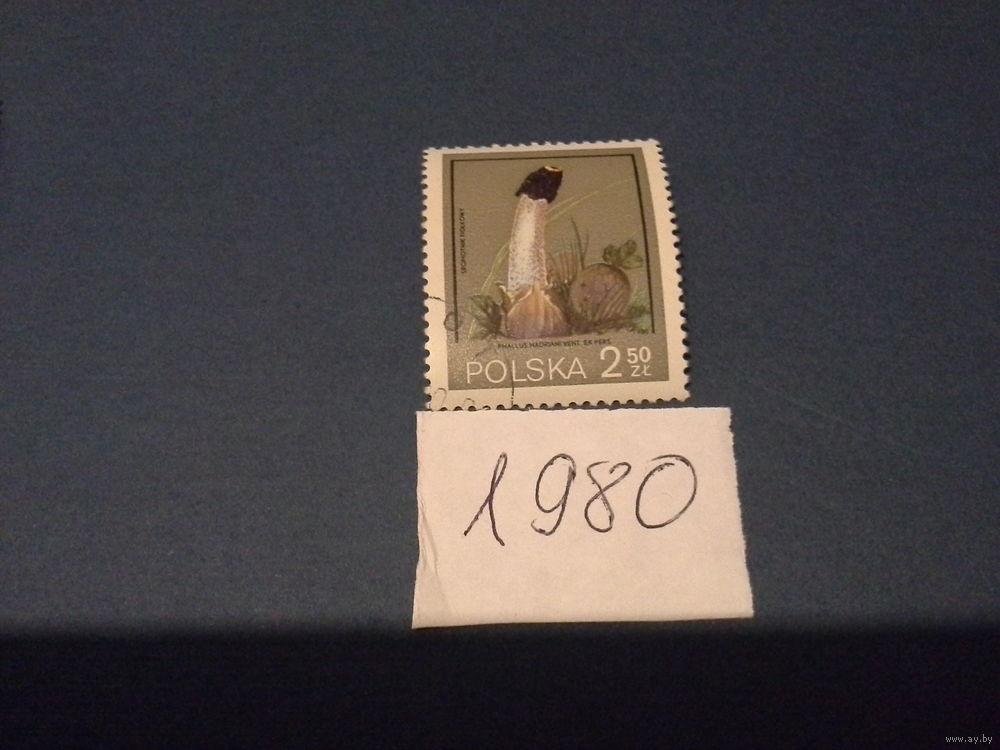 SROMOTNIK FIOŁKOWY
PHALLUS HADRIANI VENT. EX PERS.
POLSKA 2 50 ZŁ
1980
www.ay.by